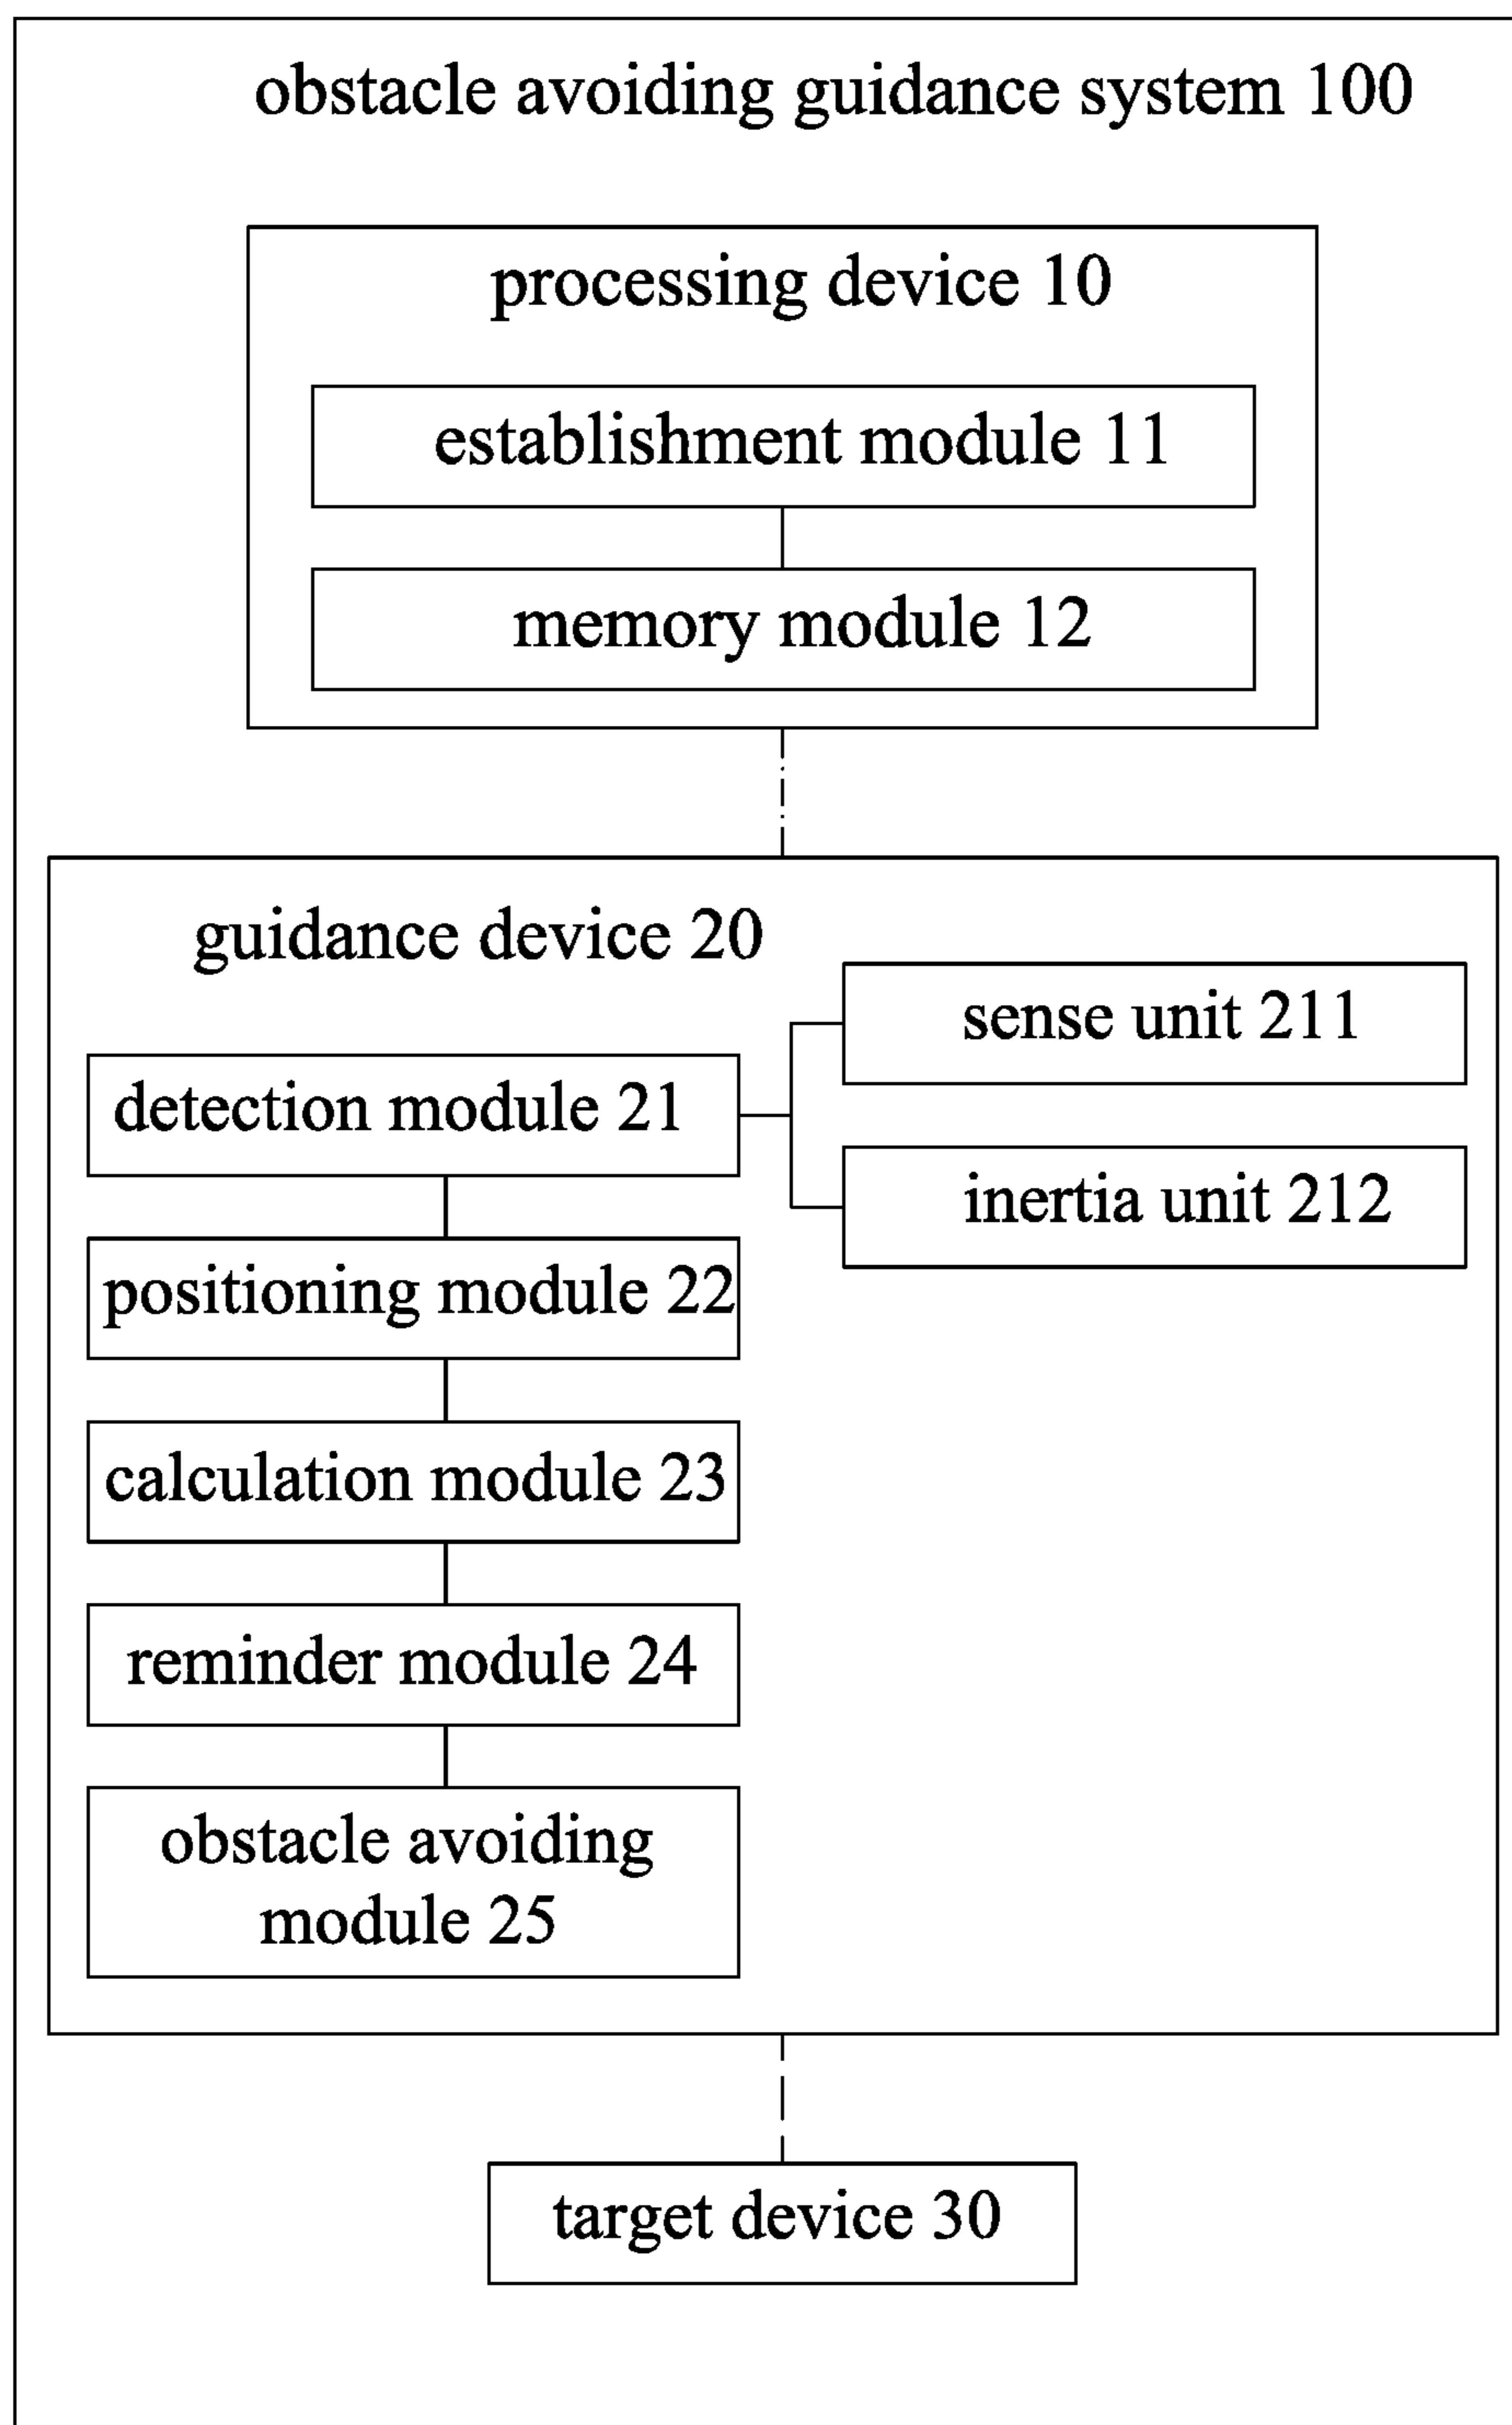 obstacle avoiding guidance system 100
processing device 10
establishment module 11
memory module 12
guidance device 20
sense unit 211
detection module 21
inertia unit 212
positioning module 22
calculation module 23
reminder module 24
obstacle avoiding
module 25
target device 30